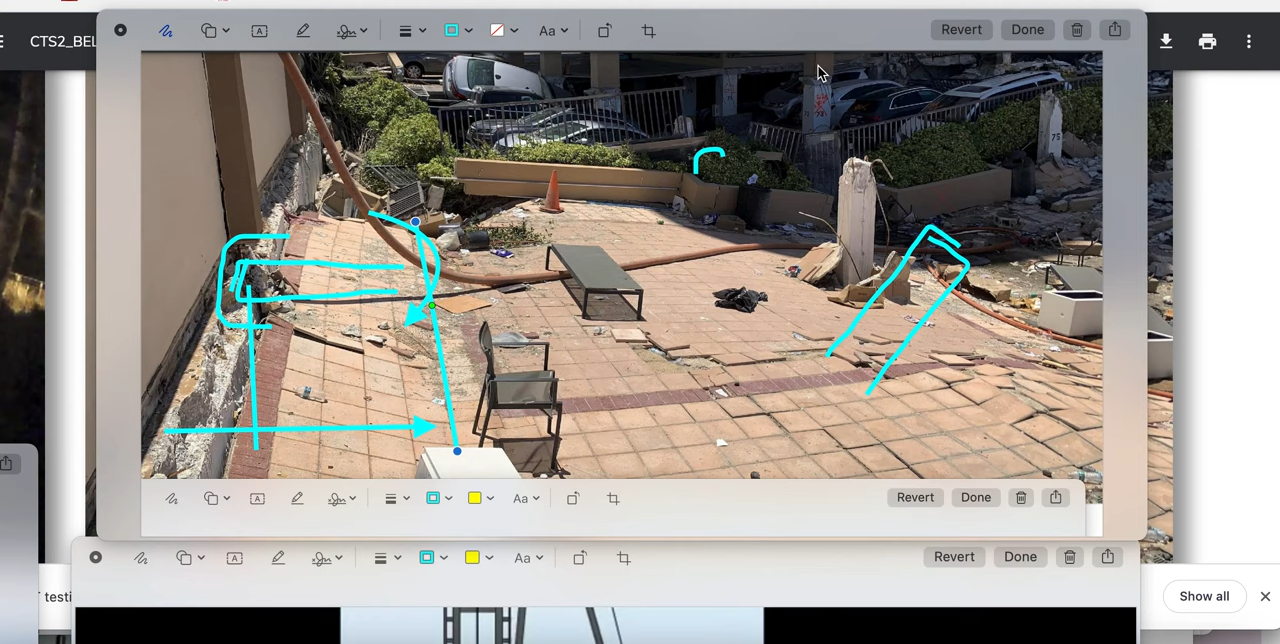 CTS2_BEL
Aa
Revert
Done
75
Aa
Revert
Done
Aa
Revert
Done
testi
Show all